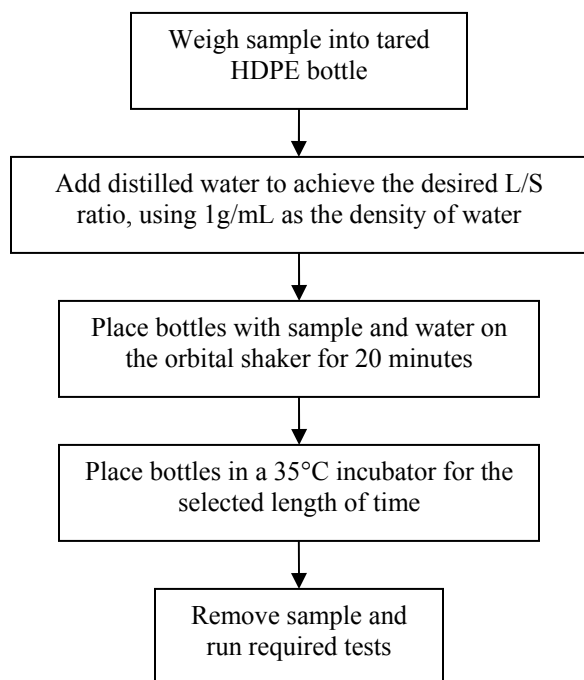 Weigh sample into tared
HDPE bottle
Add distilled water to achieve the desired L/S
ratio, using 1g/mL as the density of water
Place bottles with sample and water on
the orbital shaker for 20 minutes
Place bottles in a 35°C incubator for the
selected length of time
Remove sample and
run required tests